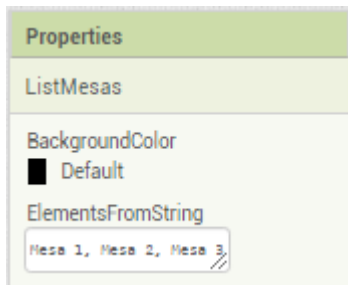 Properties
ListMesas
BackgroundColor
Default
ElementsFromString
Mesa 1, Mesa 2, Mesa 3